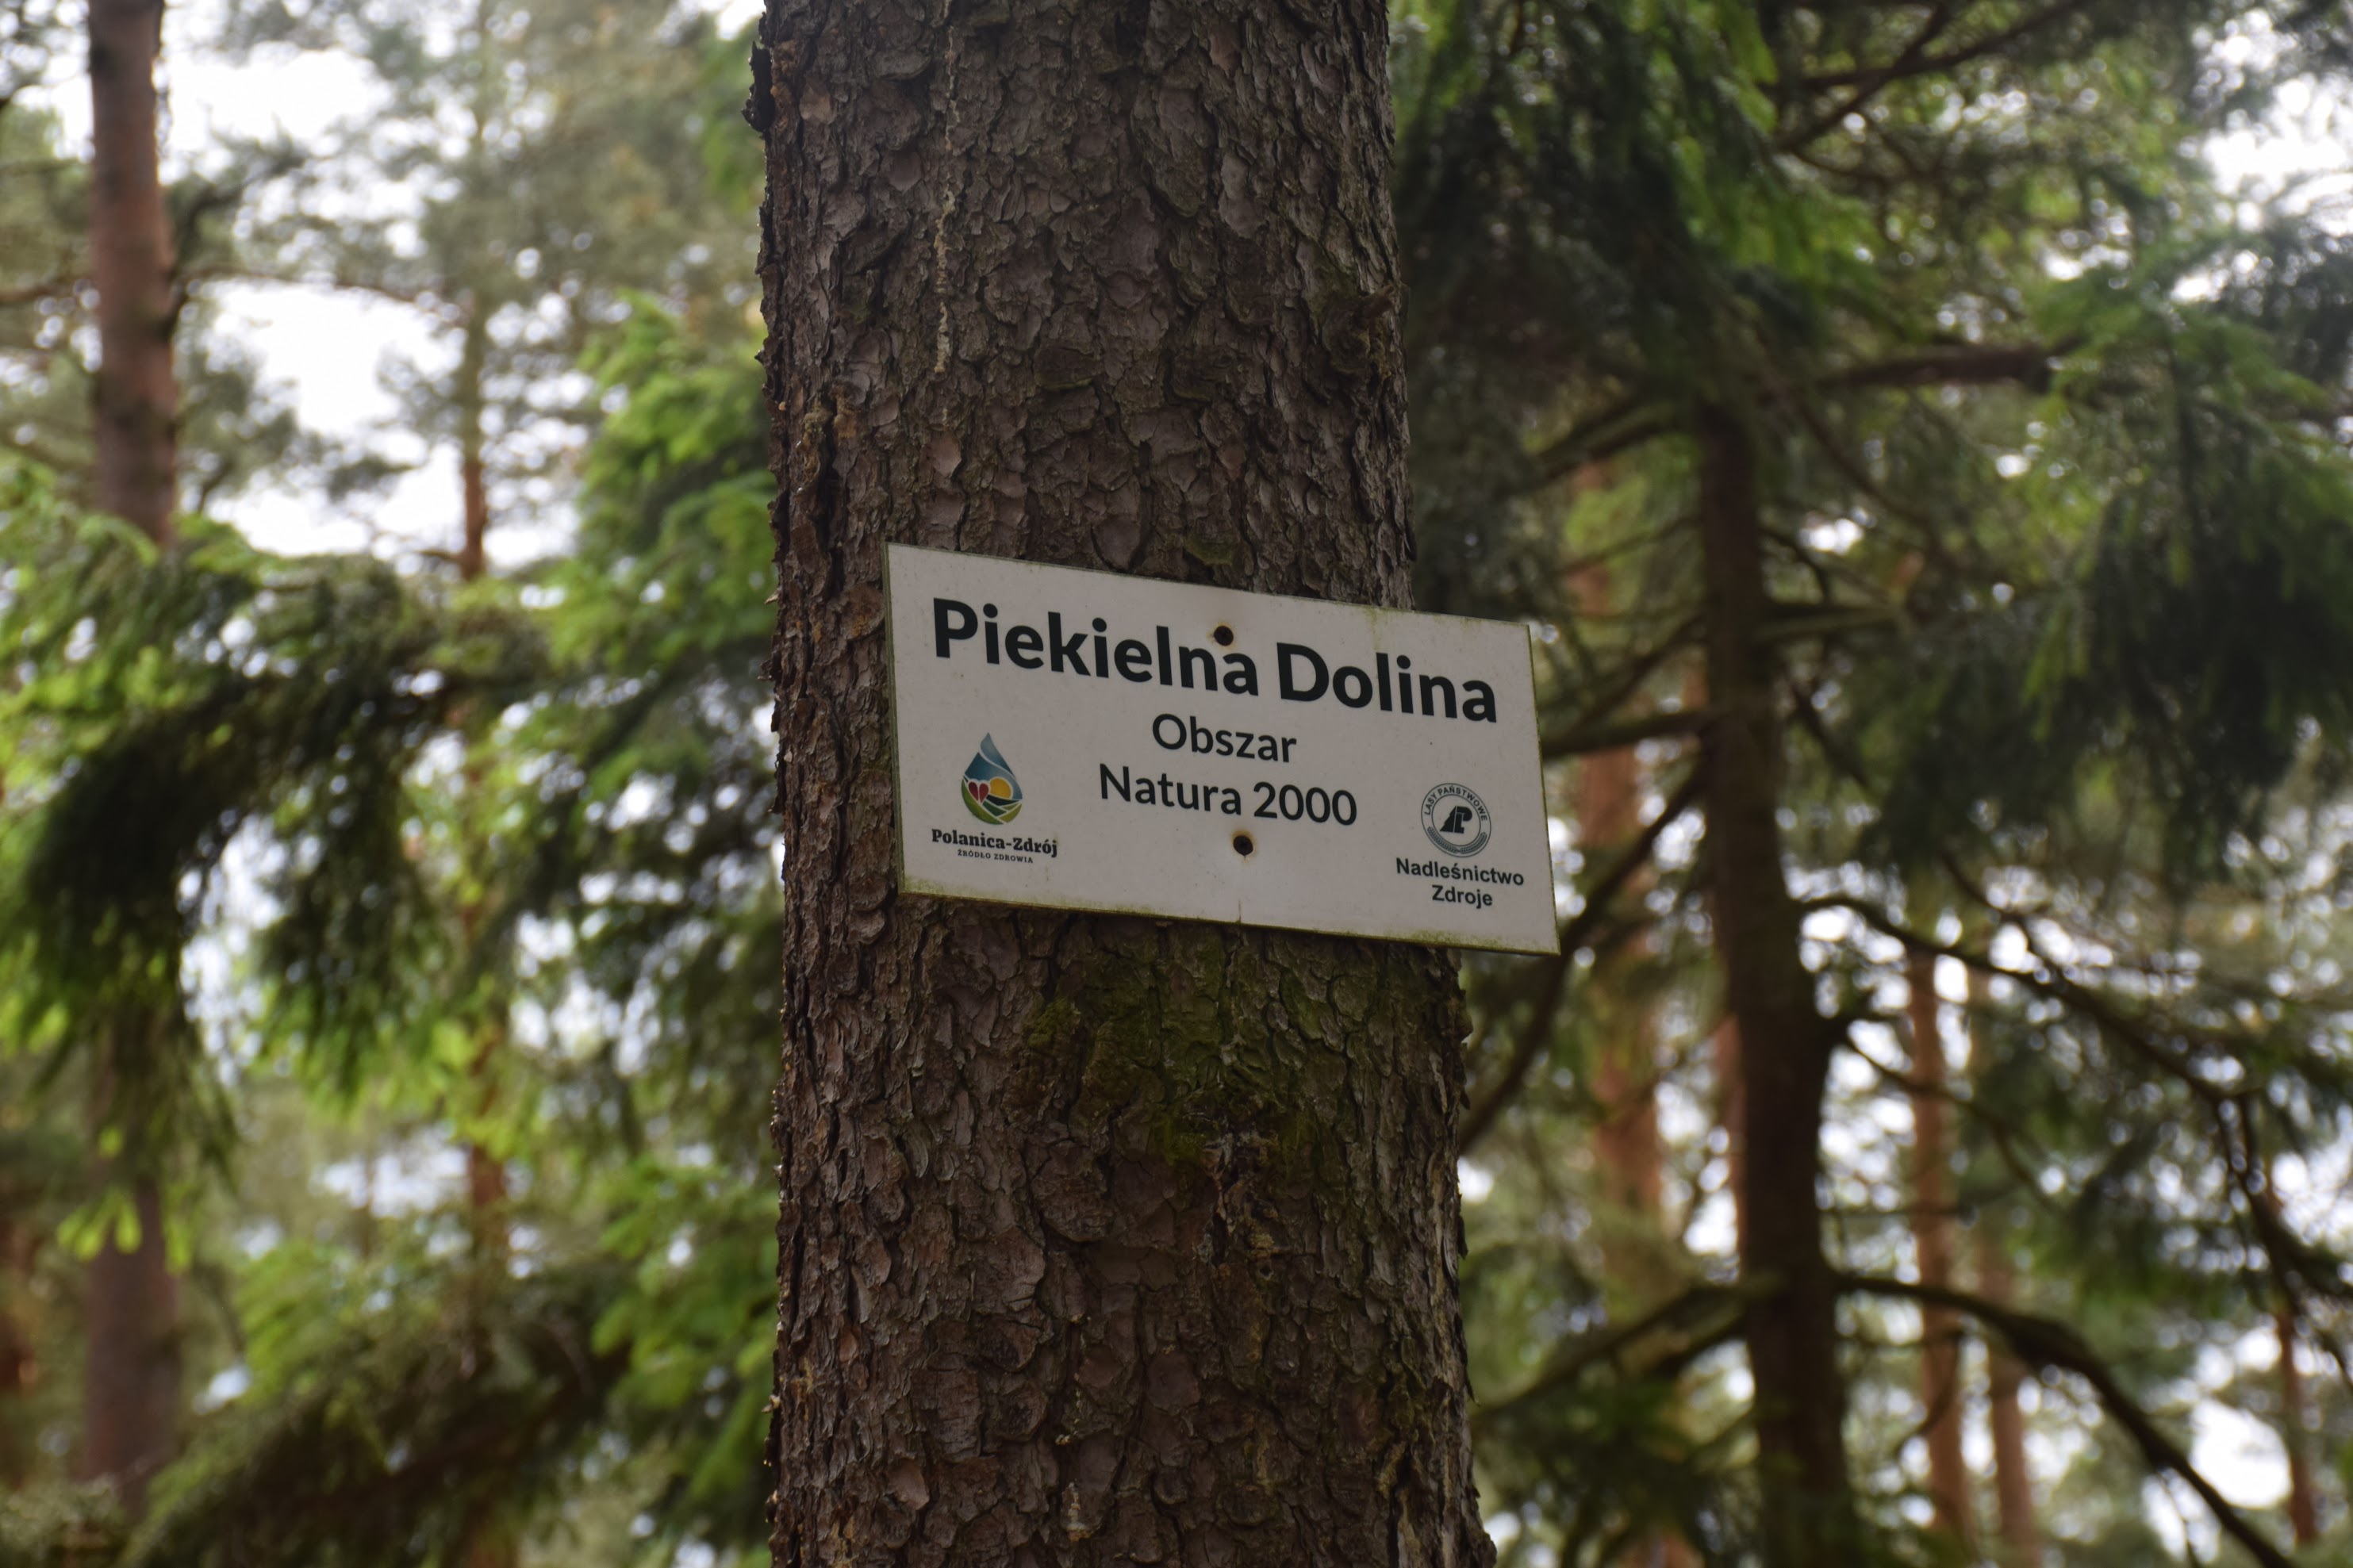 Piekielna Dolina
Obszar
Natura 2000
Polanica-Zdrój
ŹRÓDŁO ZDROWIA
LASY PAŃSTWOWE
Nadleśnictwo
Zdroje